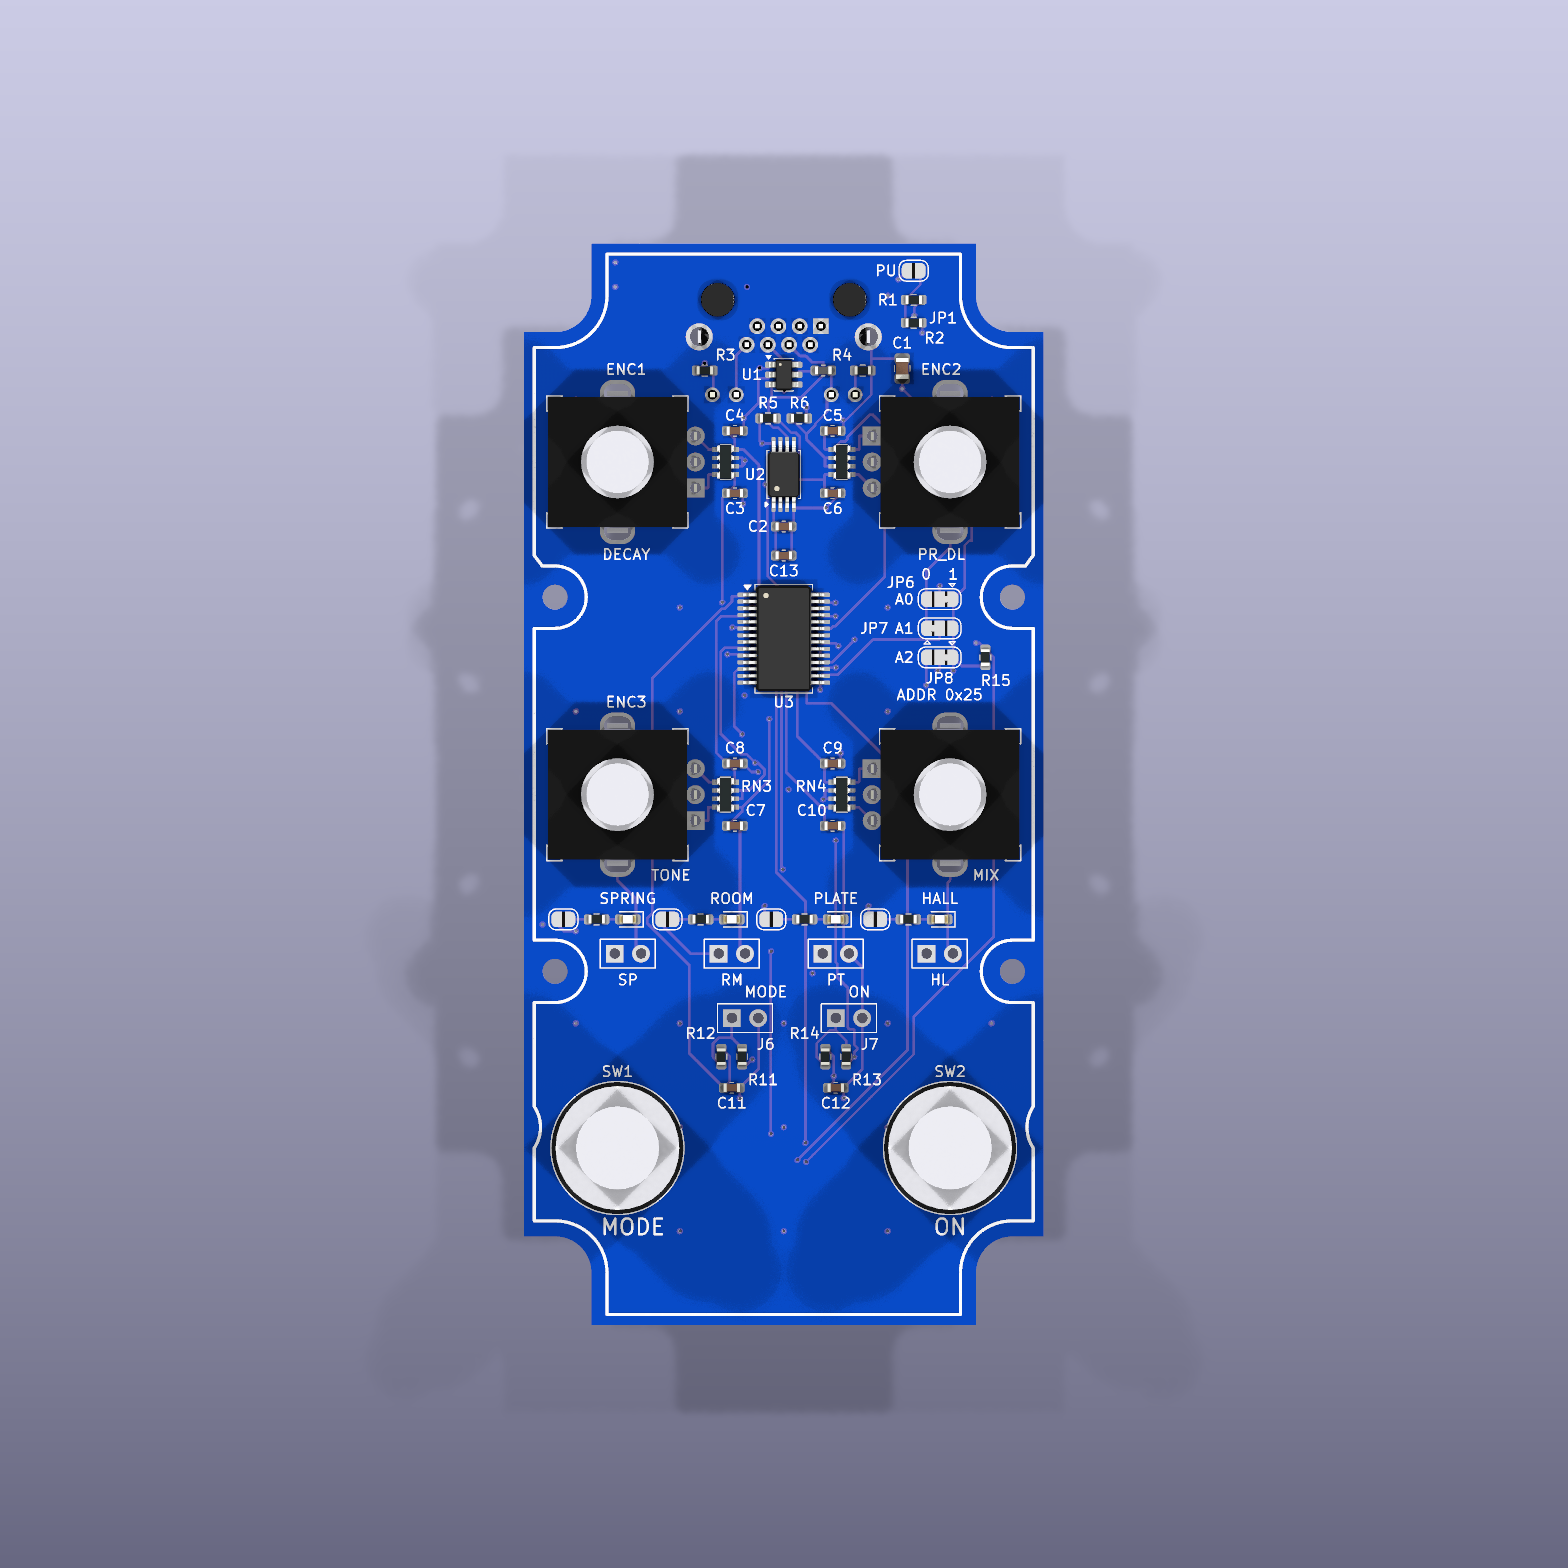 PU
R1
JP1
R2
C1
R3
R4
U1
ENC1
ENC2
R5 R6
C4
C5
U2
C3
C6
C2
DECAY
PR_DL
C13
0 1
JP6
A0
JP7 A1
A2
JP8
R15
ADDR 0x25
U3
ENC3
C8
C9
RN3
RN4
C7
C10
TONE
MIX
SPRING
ROOM
PLATE
HALL
SP
RM
PT
HL
MODE
ON
R12
J6
R14
J7
SW1
R11
R13
SW2
C11
C12
MODE
ON